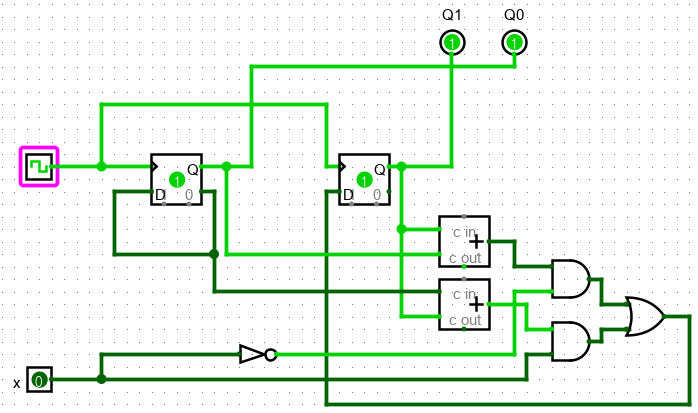 Q1 Q0
1 1
Q Q
1 1
D 0 D 0
c in
+
c out
c in
+
c out
x 0